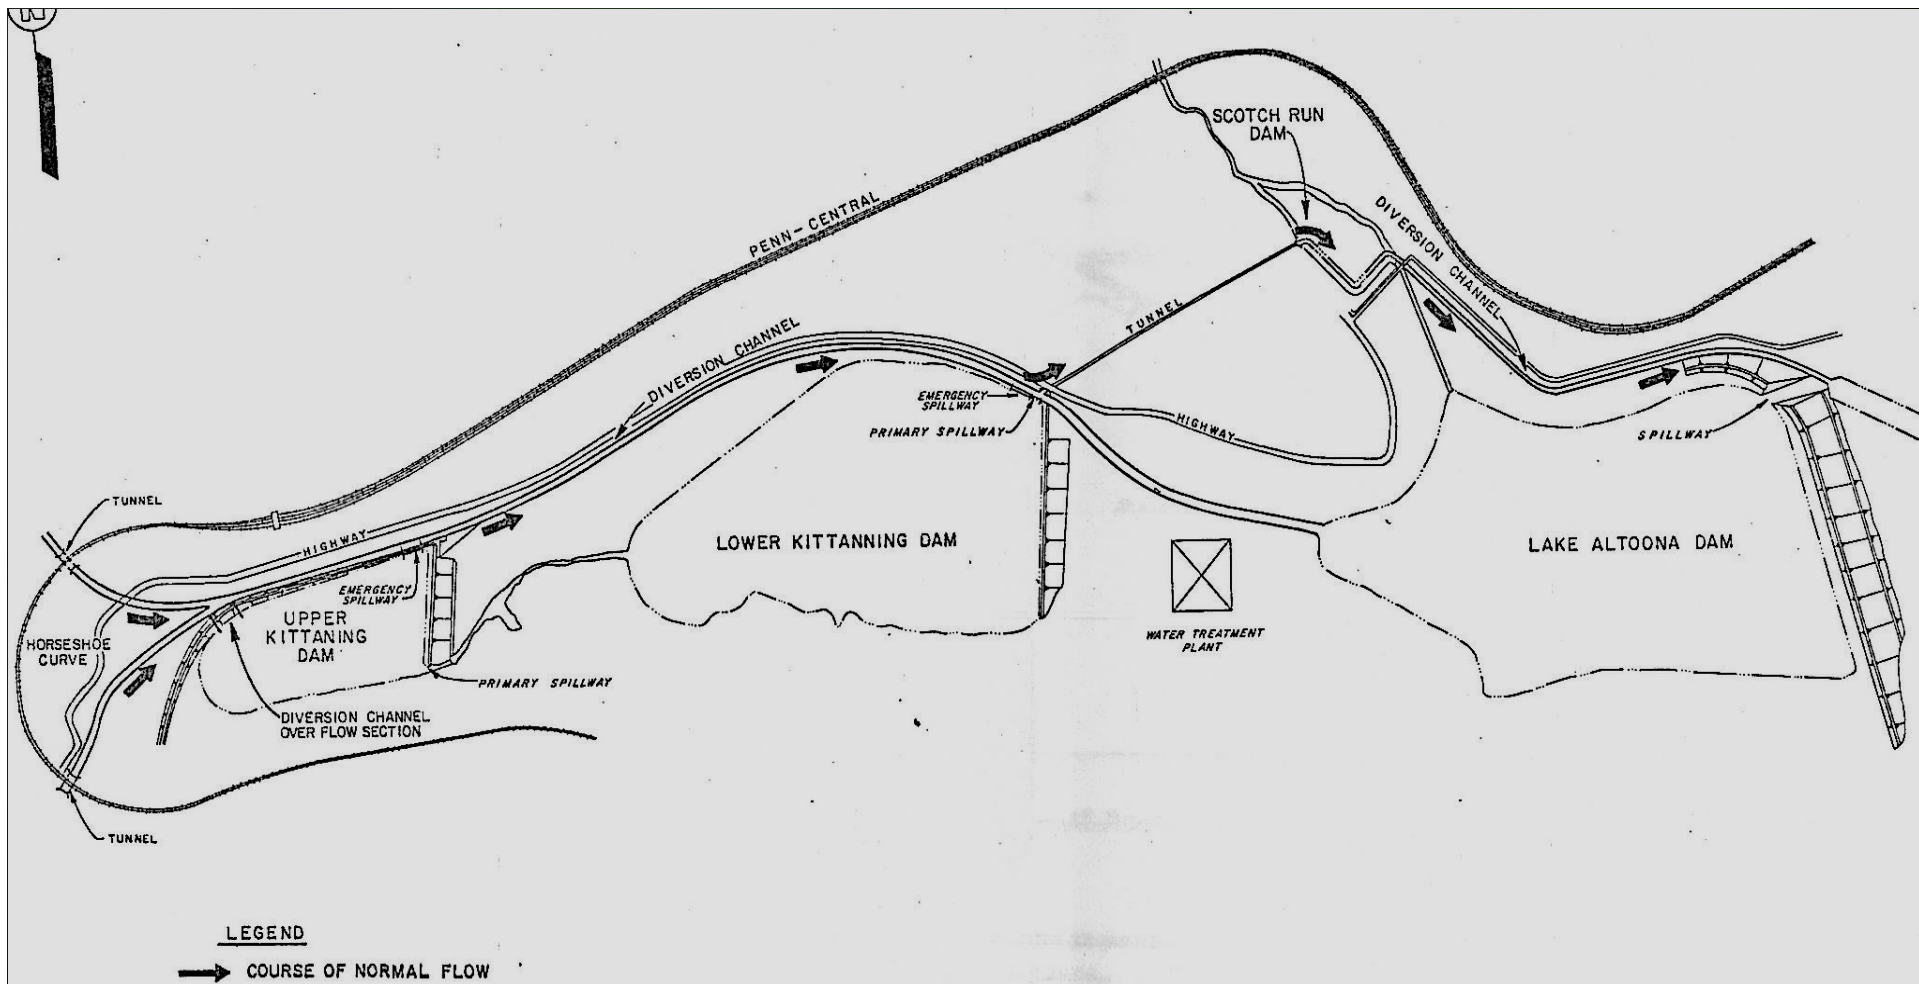 N
SCOTCH RUN
DAM
PENN-CENTRAL
DIVERSION CHANNEL
TUNNEL
DIVERSION CHANNEL
EMERGENCY
SPILLWAY
PRIMARY SPILLWAY
HIGHWAY
SPILLWAY
TUNNEL
HIGHWAY
LOWER KITTANNING DAM
LAKE ALTOONA DAM
EMERGENCY
SPILLWAY
UPPER
KITTANING
DAM
HORSESHOE
CURVE
WATER TREATMENT
PLANT
PRIMARY SPILLWAY
DIVERSION CHANNEL
OVER FLOW SECTION
TUNNEL
LEGEND
COURSE OF NORMAL FLOW